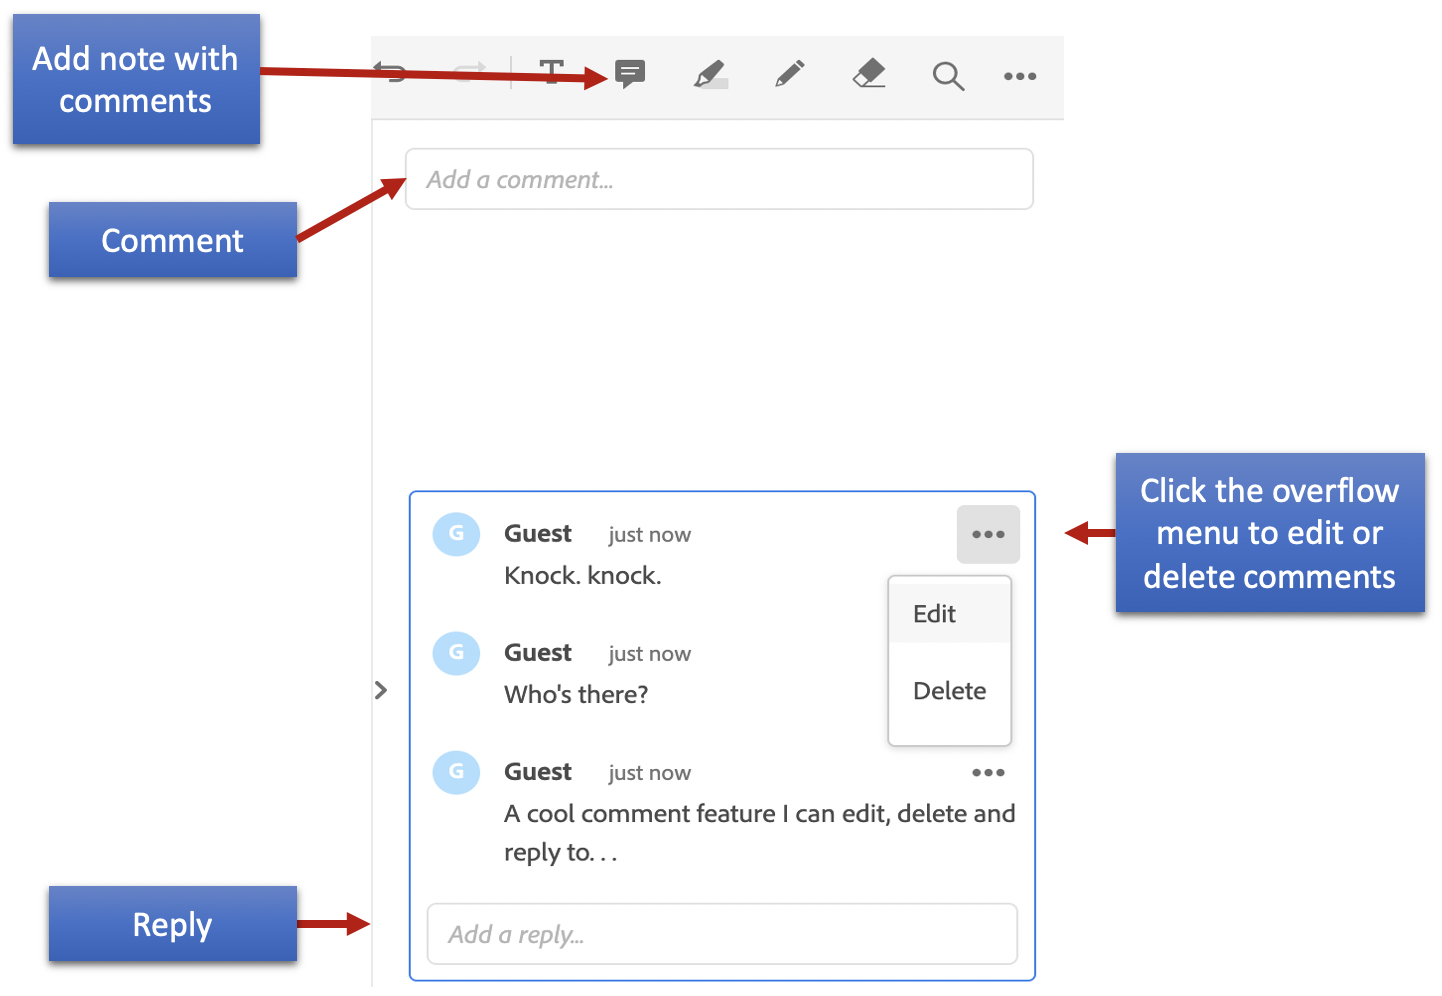 Add note with
comments
T
Add a comment...
Comment
Click the overflow
menu to edit or
delete comments
G Guest just now
Knock. knock.
Edit
G Guest just now
Who's there?
Delete
G Guest just now
A cool comment feature I can edit, delete and
reply to. . .
Reply
Add a reply...